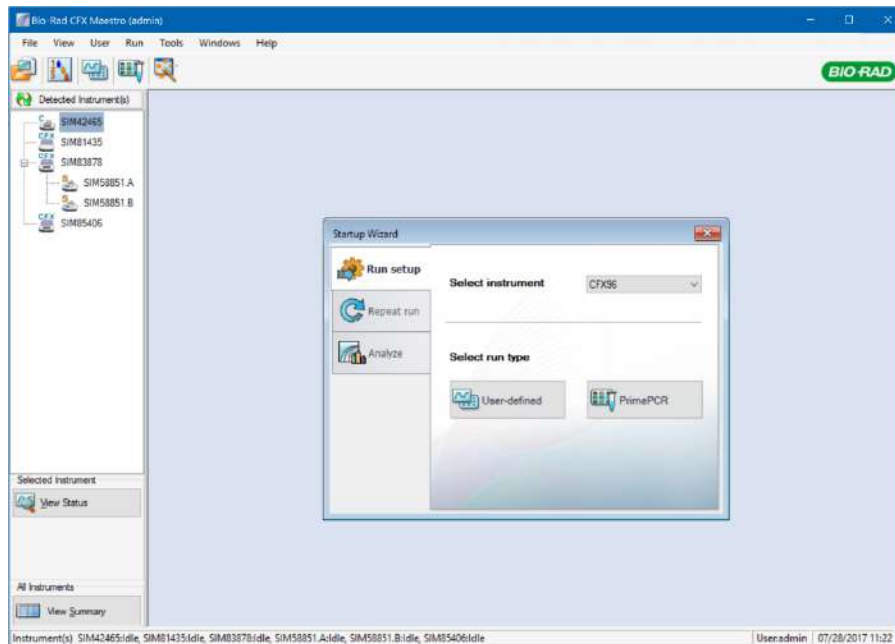 Bio-Rad CFX Maestro (admin)
File View User Run Tools Windows Help
BIO-RAD
Detected Instrument(s)
C SIM42465
CFX SIM81435
CFX SIM83878
S SIM58851.A
S SIM58851.B
CFX SIM85406
Startup Wizard
Run setup
Repeat run
Analyze
Select instrument CFX96
Select run type
User-defined PrimePCR
Selected Instrument
View Status
All Instruments
View Summary
Instrument(s) SIM42465:Idle, SIM81435:Idle, SIM83878:Idle, SIM58851.A:Idle, SIM58851.B:Idle, SIM85406:Idle User:admin 07/28/2017 11:22